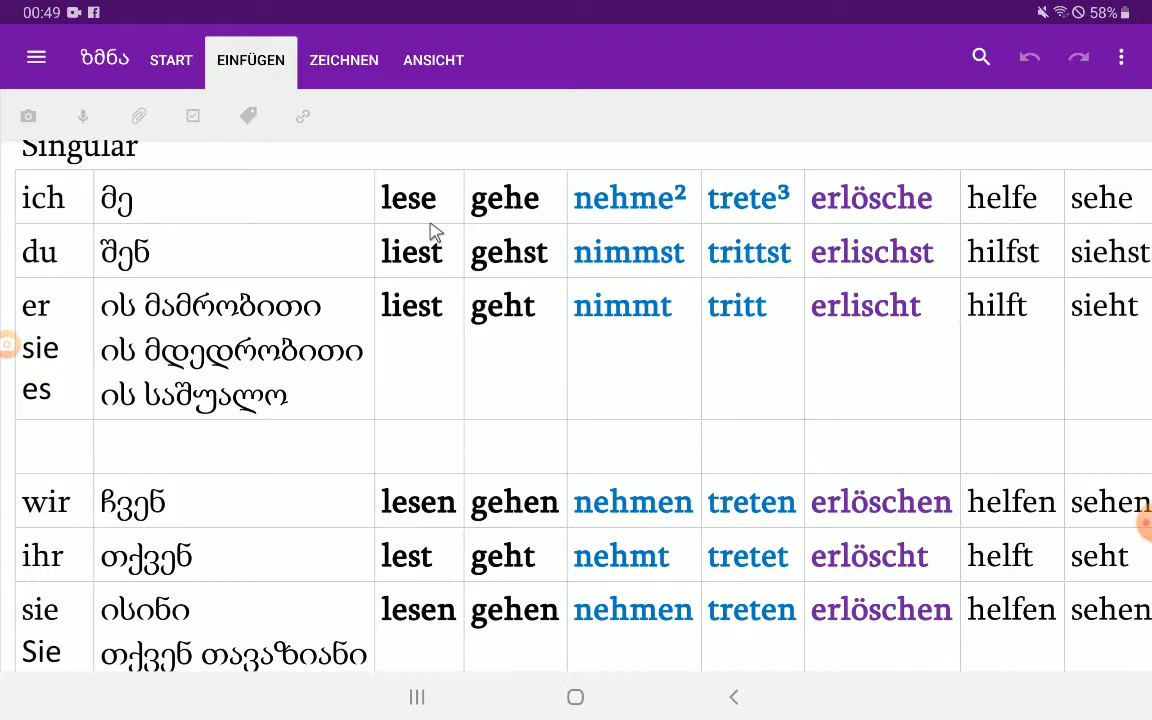 00:49 58%
ზმნა START EINFÜGEN ZEICHNEN ANSICHT
Singular
ich მე lese gehe nehme² trete³ erlösche helfe sehe
du შენ liest gehst nimmst trittst erlischst hilfst siehst
er ის მამრობითი liest geht nimmt tritt erlischt hilft sieht
sie ის მდედრობითი
es ის საშუალო
wir ჩვენ lesen gehen nehmen treten erlöschen helfen sehen
ihr თქვენ lest geht nehmt tretet erlöscht helft seht
sie ისინი lesen gehen nehmen treten erlöschen helfen sehen
Sie თქვენ თავაზიანი